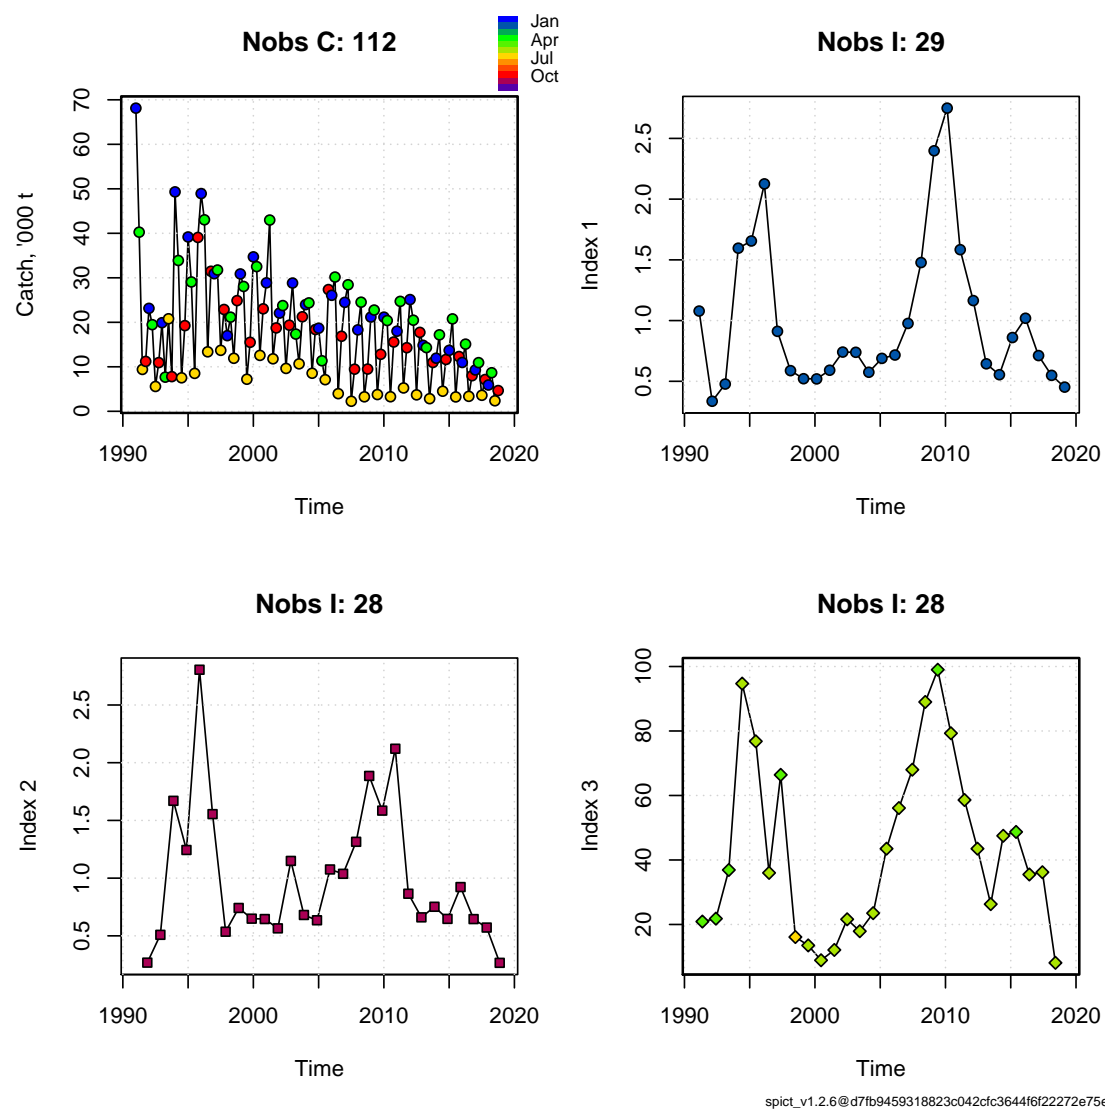 Nobs C: 112
Jan
Apr
Jul
Oct
Catch, '000 t
0 10 20 30 40 50 60 70
1990 2000 2010 2020
Time
Nobs I: 29
Index 1
0.5 1.0 1.5 2.0 2.5
1990 2000 2010 2020
Time
Nobs I: 28
Index 2
0.5 1.0 1.5 2.0 2.5
1990 2000 2010 2020
Time
Nobs I: 28
Index 3
20 40 60 80 100
1990 2000 2010 2020
Time
spict_v1.2.6@d7fb9459318823c042cfc3644f6f22272e75e